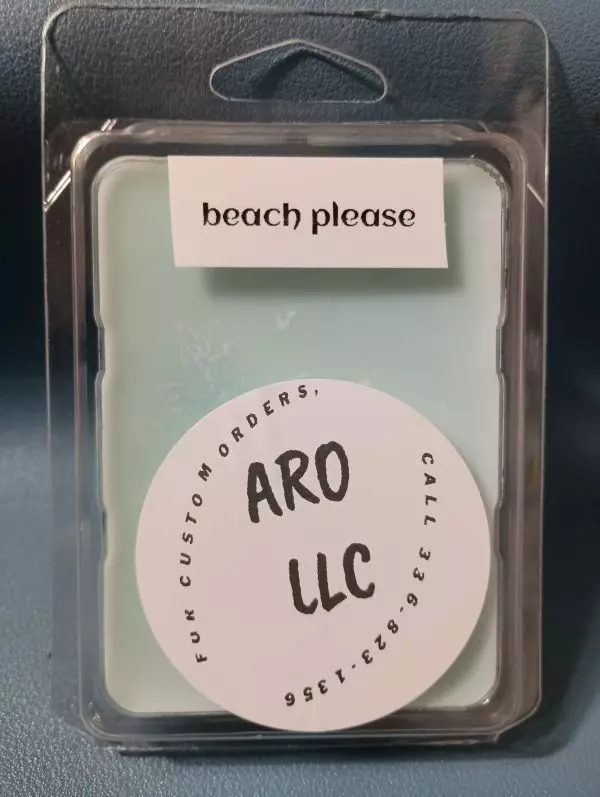 beach please
FOR CUSTOM ORDERS,
CALL 336-823-1356
ARO
LLC